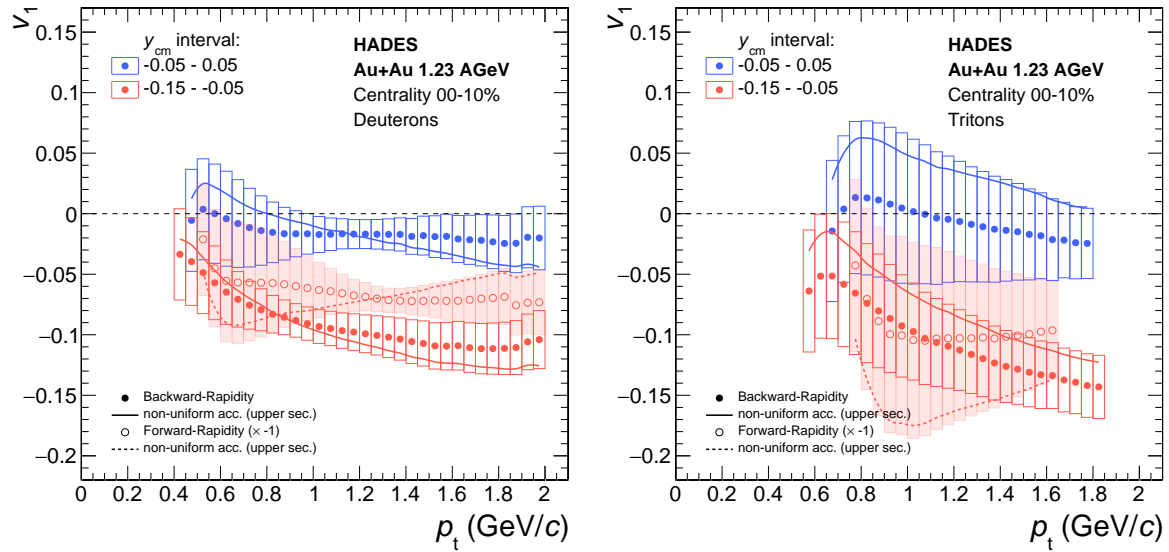 v1
0.15
0.1
0.05
0
−0.05
−0.1
−0.15
−0.2
y_cm interval:
-0.05 - 0.05
-0.15 - -0.05
HADES
Au+Au 1.23 AGeV
Centrality 00-10%
Deuterons
Backward-Rapidity
non-uniform acc. (upper sec.)
Forward-Rapidity (× -1)
non-uniform acc. (upper sec.)
0 0.2 0.4 0.6 0.8 1 1.2 1.4 1.6 1.8 2
p_t (GeV/c)
v1
0.15
0.1
0.05
0
−0.05
−0.1
−0.15
−0.2
y_cm interval:
-0.05 - 0.05
-0.15 - -0.05
HADES
Au+Au 1.23 AGeV
Centrality 00-10%
Tritons
Backward-Rapidity
non-uniform acc. (upper sec.)
Forward-Rapidity (× -1)
non-uniform acc. (upper sec.)
0 0.2 0.4 0.6 0.8 1 1.2 1.4 1.6 1.8 2
p_t (GeV/c)